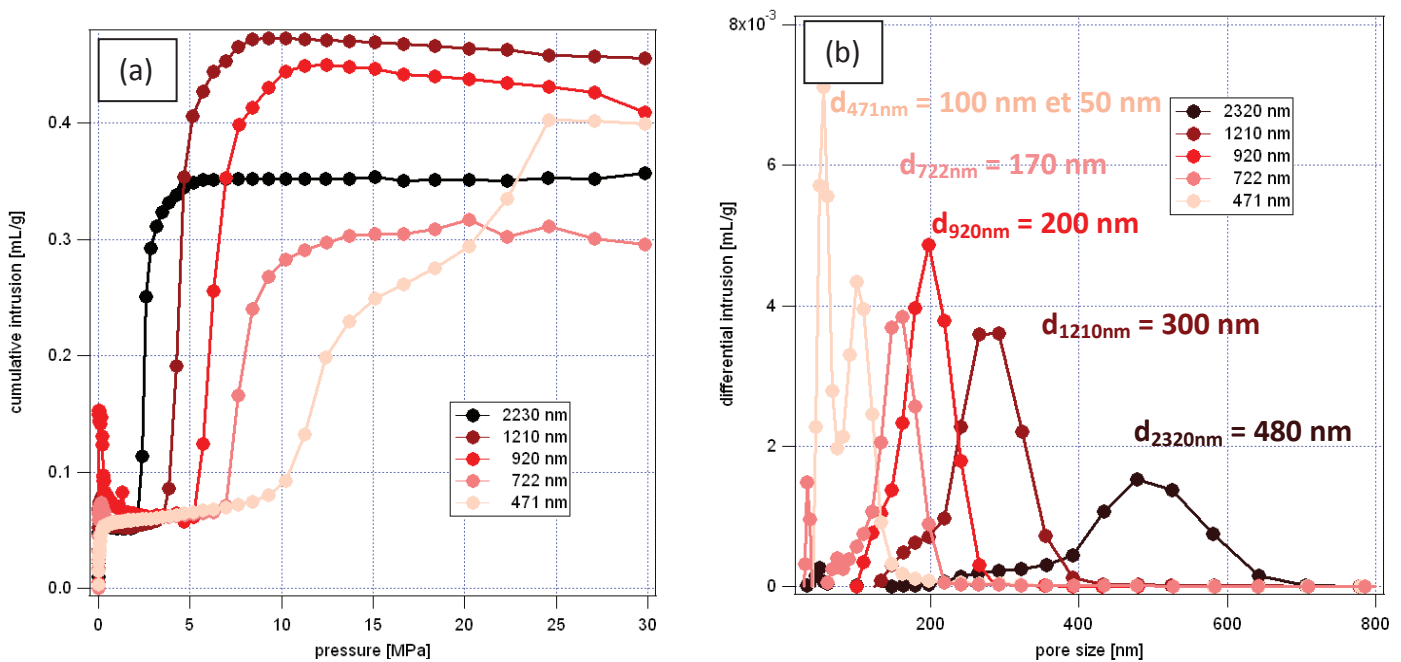 (a)
cumulative intrusion [mL/g]
0.4
0.3
0.2
0.1
0.0
2230 nm
1210 nm
920 nm
722 nm
471 nm
0 5 10 15 20 25 30
pressure [MPa]
(b)
8x10-3
differential intrusion [mL/g]
6
4
2
0
d471nm = 100 nm et 50 nm
d722nm = 170 nm
d920nm = 200 nm
d1210nm = 300 nm
d2320nm = 480 nm
2320 nm
1210 nm
920 nm
722 nm
471 nm
200 400 600 800
pore size [nm]